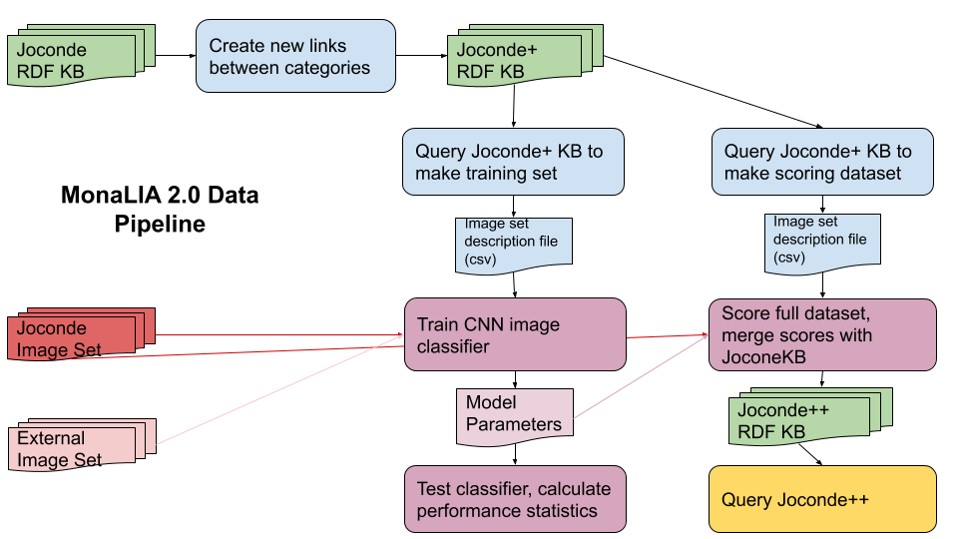 Joconde
RDF KB
Create new links
between categories
Joconde+
RDF KB
Query Joconde+ KB to
make training set
Query Joconde+ KB to
make scoring dataset
MonaLIA 2.0 Data
Pipeline
Image set
description file
(csv)
Image set
description file
(csv)
Joconde
Image Set
Train CNN image
classifier
Score full dataset,
merge scores with
JoconeKB
External
Image Set
Model
Parameters
Joconde++
RDF KB
Test classifier, calculate
performance statistics
Query Joconde++